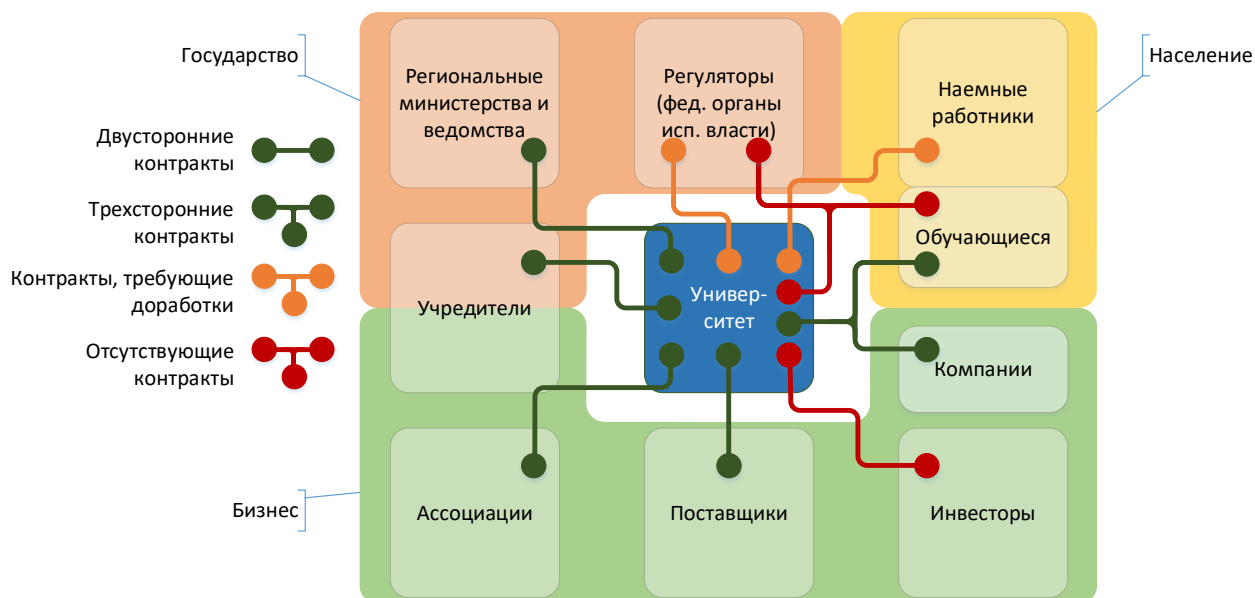 Государство
Население
Региональные
министерства и
ведомства
Регуляторы
(фед. органы
исп. власти)
Наемные
работники
Двусторонние
контракты
Трехсторонние
контракты
Обучающиеся
Контракты, требующие
доработки
Учредители
Универ-
ситет
Отсутствующие
контракты
Компании
Бизнес
Ассоциации
Поставщики
Инвесторы